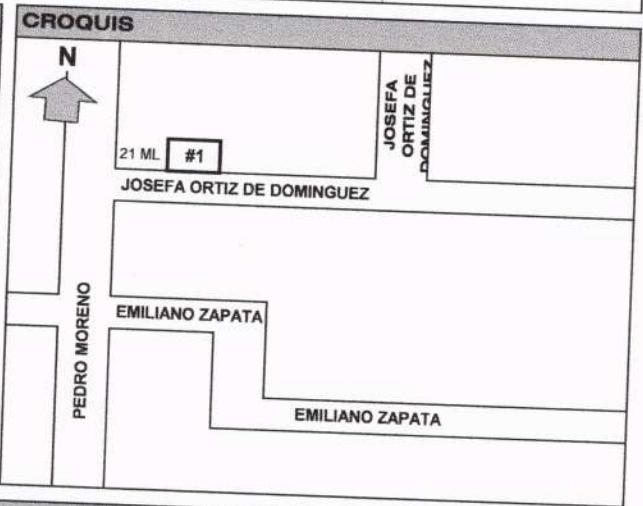 CROQUIS
N
JOSEFA
ORTIZ DE
DOMINGUEZ
21 ML
#1
JOSEFA ORTIZ DE DOMINGUEZ
PEDRO MORENO
EMILIANO ZAPATA
EMILIANO ZAPATA